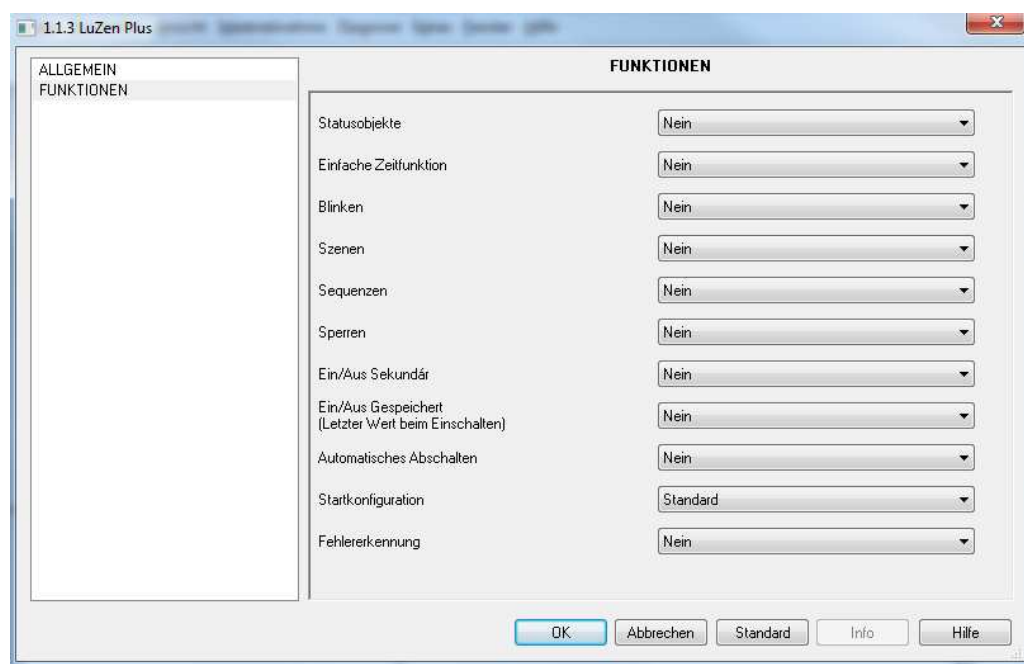 1.1.3 LuZen Plus
ALLGEMEIN
FUNKTIONEN
FUNKTIONEN
Statusobjekte Nein
Einfache Zeitfunktion Nein
Blinken Nein
Szenen Nein
Sequenzen Nein
Sperren Nein
Ein/Aus Sekundár Nein
Ein/Aus Gespeichert
(Letzter Wert beim Einschalten) Nein
Automatisches Abschalten Nein
Startkonfiguration Standard
Fehlererkennung Nein
OK Abbrechen Standard Info Hilfe